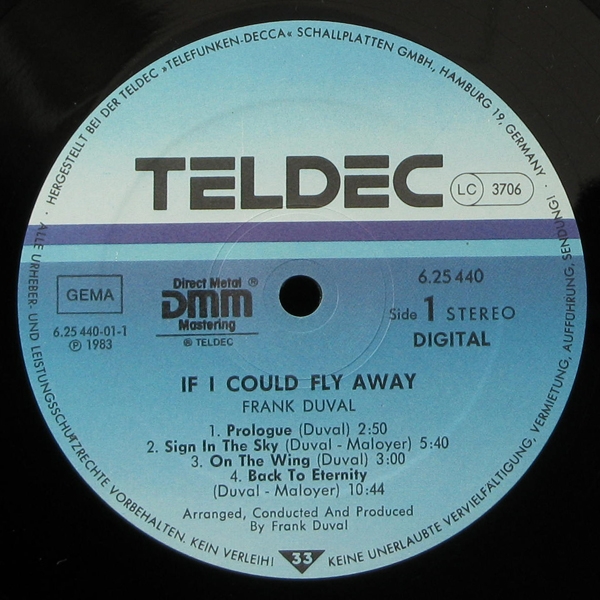 · HERGESTELLT BEI DER TELDEC »TELEFUNKEN-DECCA« SCHALLPLATTEN GMBH., HAMBURG 19, GERMANY ·
TELDEC
LC 3706
GEMA
Direct Metal ®
DMM
Mastering
® TELDEC
6.25 440
6.25 440-01-1
℗ 1983
Side 1 STEREO
DIGITAL
IF I COULD FLY AWAY
FRANK DUVAL
1. Prologue (Duval) 2:50
2. Sign In The Sky (Duval - Maloyer) 5:40
3. On The Wing (Duval) 3:00
4. Back To Eternity
(Duval - Maloyer) 10:44
Arranged, Conducted And Produced
By Frank Duval
33
ALLE URHEBER- UND LEISTUNGSSCHUTZRECHTE VORBEHALTEN. KEIN VERLEIH! KEINE UNERLAUBTE VERVIELFÄLTIGUNG, VERMIETUNG, AUFFÜHRUNG, SENDUNG!